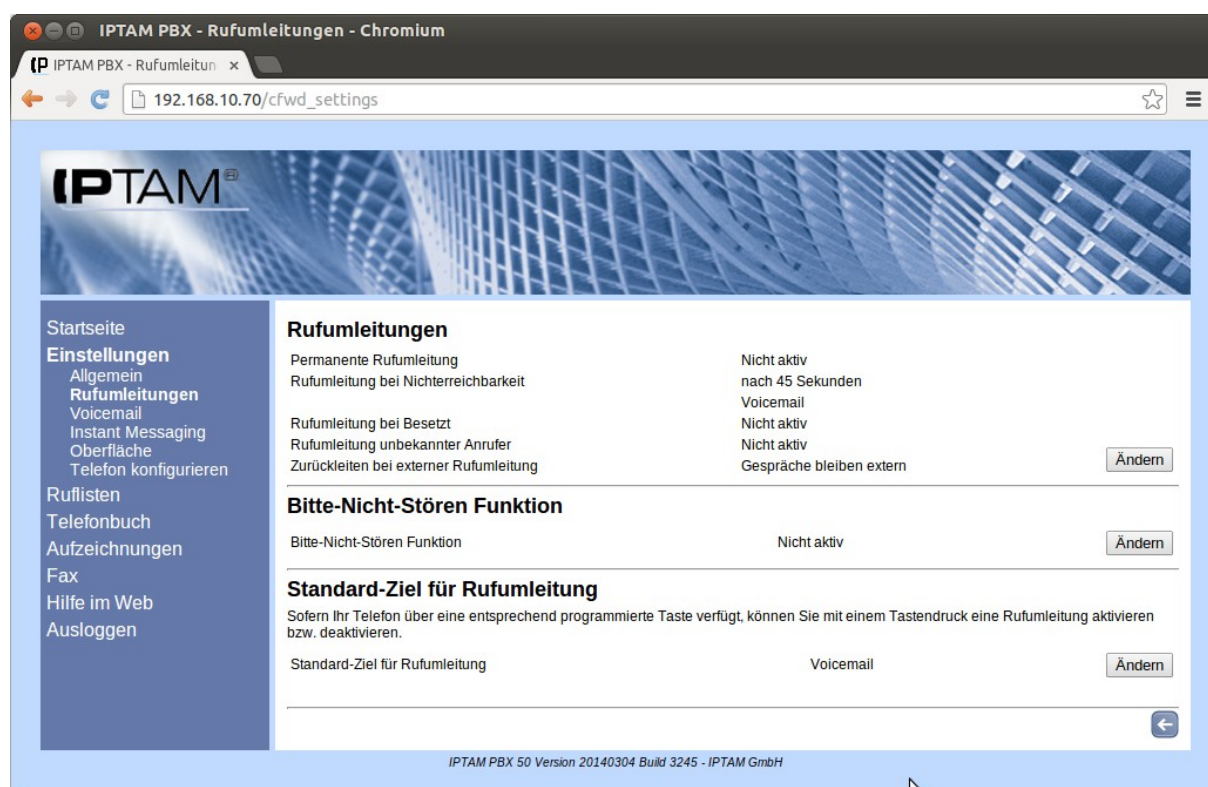 IPTAM PBX - Rufumleitungen - Chromium
IPTAM PBX - Rufumleitun
192.168.10.70/cfwd_settings
IPTAM®
Startseite
Einstellungen
Allgemein
Rufumleitungen
Voicemail
Instant Messaging
Oberfläche
Telefon konfigurieren
Ruflisten
Telefonbuch
Aufzeichnungen
Fax
Hilfe im Web
Ausloggen
Rufumleitungen
Permanente Rufumleitung Nicht aktiv
Rufumleitung bei Nichterreichbarkeit nach 45 Sekunden
Voicemail
Rufumleitung bei Besetzt Nicht aktiv
Rufumleitung unbekannter Anrufer Nicht aktiv
Zurückleiten bei externer Rufumleitung Gespräche bleiben extern Ändern
Bitte-Nicht-Stören Funktion
Bitte-Nicht-Stören Funktion Nicht aktiv Ändern
Standard-Ziel für Rufumleitung
Sofern Ihr Telefon über eine entsprechend programmierte Taste verfügt, können Sie mit einem Tastendruck eine Rufumleitung aktivieren
bzw. deaktivieren.
Standard-Ziel für Rufumleitung Voicemail Ändern
IPTAM PBX 50 Version 20140304 Build 3245 - IPTAM GmbH